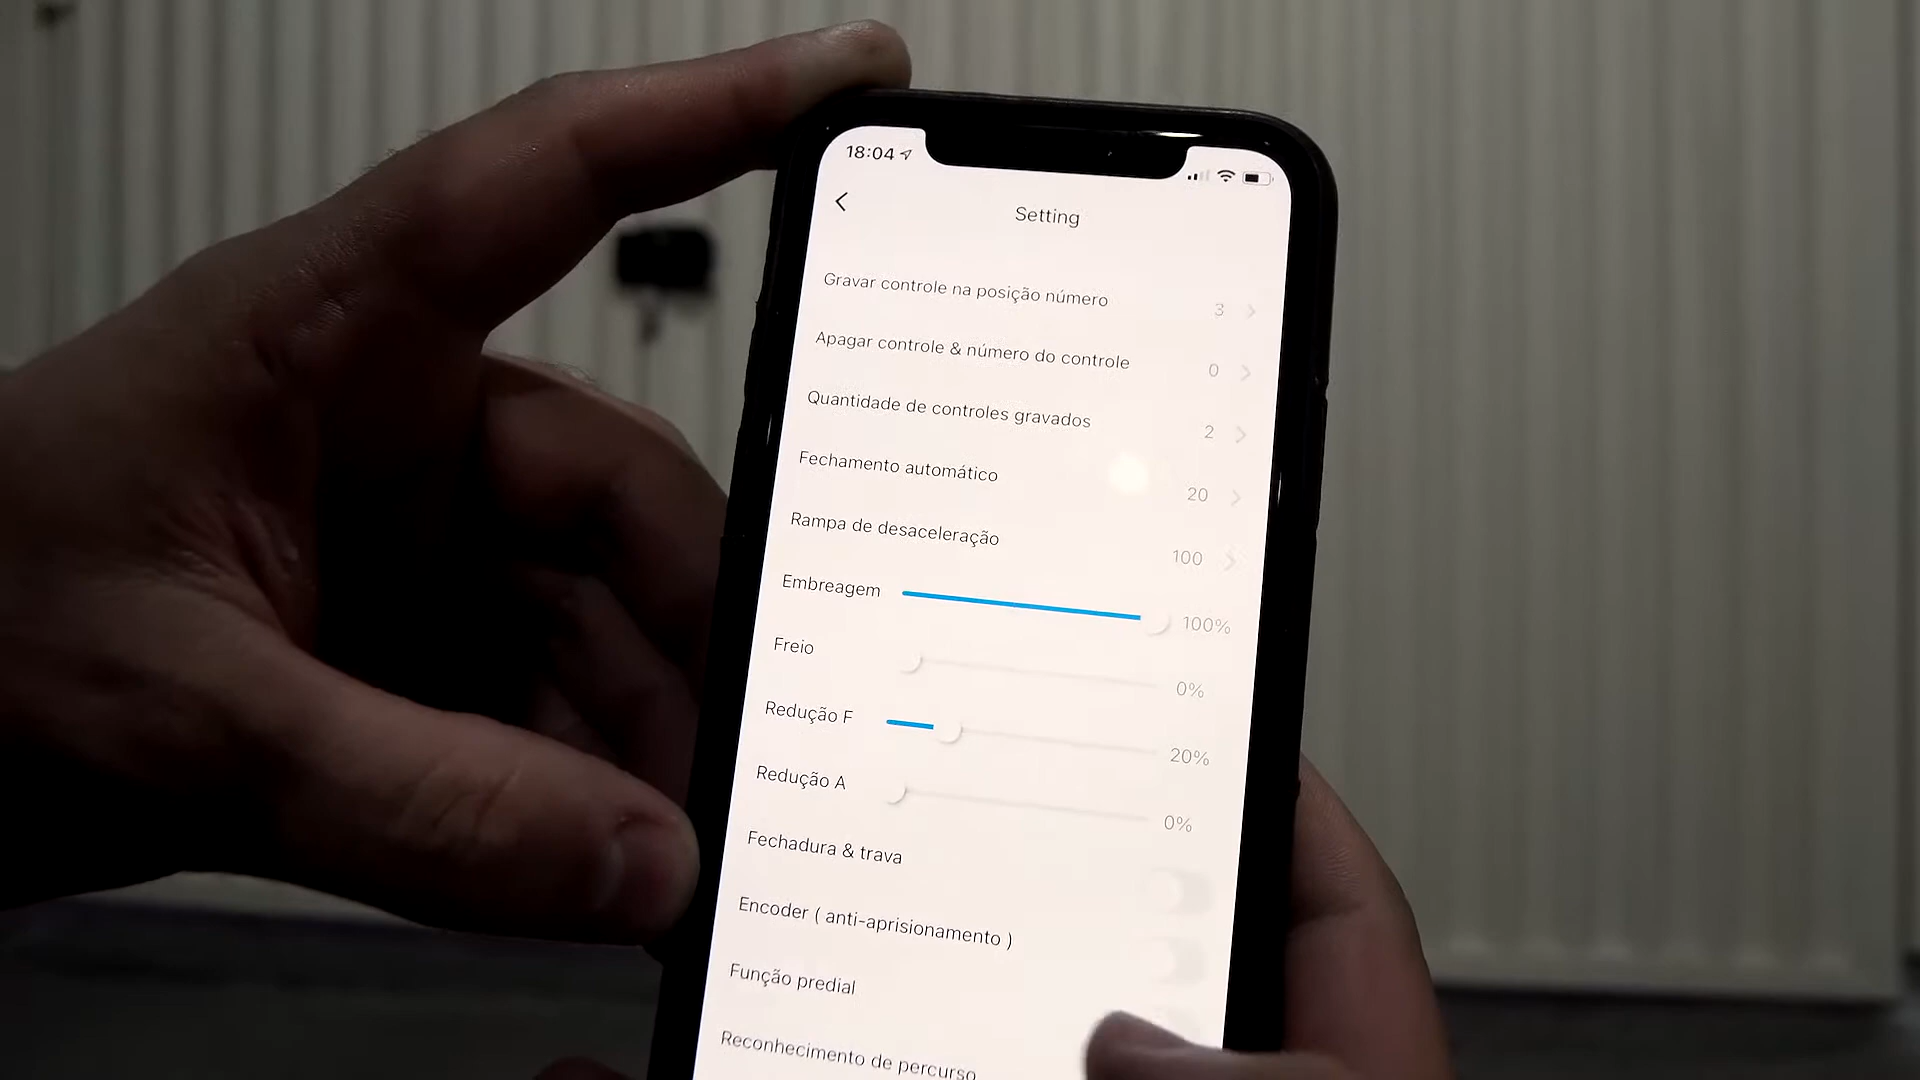 18:04
Setting
Gravar controle na posição número 3
Apagar controle & número do controle 0
Quantidade de controles gravados 2
Fechamento automático 20
Rampa de desaceleração 100
Embreagem 100%
Freio 0%
Redução F 20%
Redução A 0%
Fechadura & trava
Encoder ( anti-aprisionamento )
Função predial
Reconhecimento de percurso